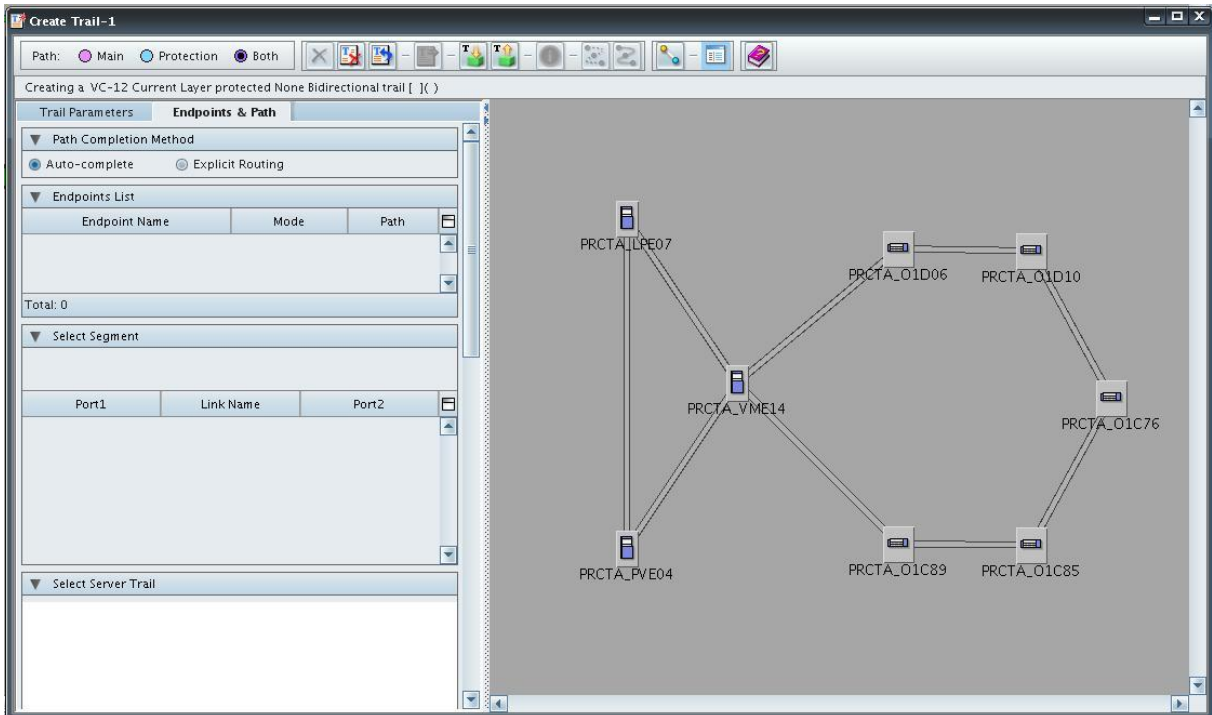 Create Trail-1
Path: Main Protection Both
Creating a VC-12 Current Layer protected None Bidirectional trail [ ]( )
Trail Parameters Endpoints & Path
Path Completion Method
Auto-complete Explicit Routing
Endpoints List
Endpoint Name Mode Path
Total: 0
Select Segment
Port1 Link Name Port2
Select Server Trail
PRCTA_LPE07
PRCTA_O1D06
PRCTA_O1D10
PRCTA_VME14
PRCTA_O1C76
PRCTA_PVE04
PRCTA_O1C89
PRCTA_O1C85